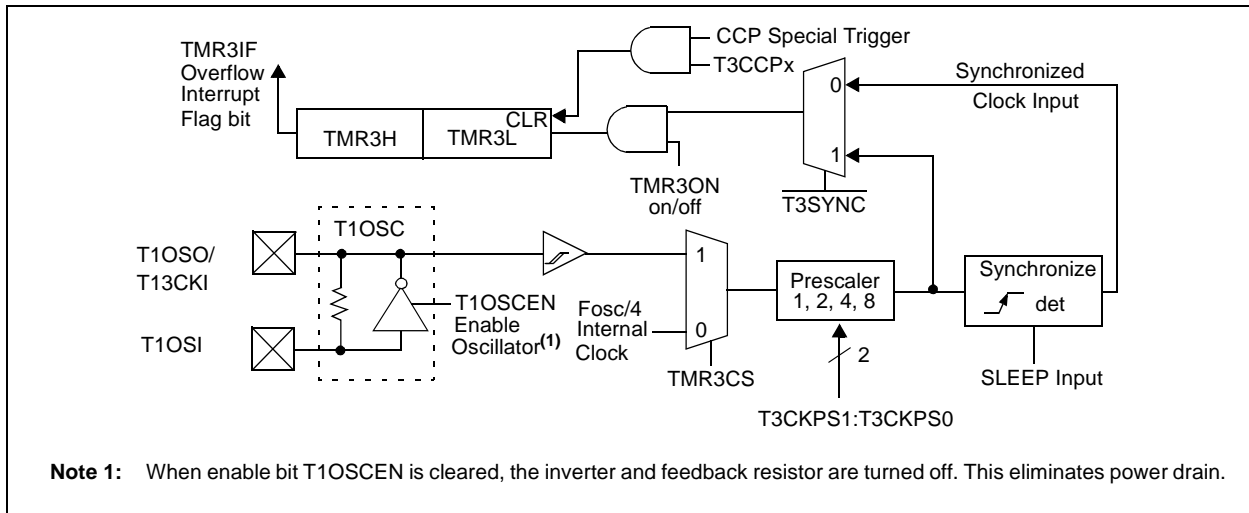 TMR3IF
Overflow
Interrupt
Flag bit
CCP Special Trigger
T3CCPx
0
Synchronized
Clock Input
TMR3H
TMR3L
CLR
1
TMR3ON
on/off
T3SYNC
T1OSC
T1OSO/
T13CKI
1
Prescaler
1, 2, 4, 8
Synchronize
det
T1OSCEN
Enable
Oscillator(1)
Fosc/4
Internal
Clock
0
T1OSI
2
TMR3CS
SLEEP Input
T3CKPS1:T3CKPS0
Note 1: When enable bit T1OSCEN is cleared, the inverter and feedback resistor are turned off. This eliminates power drain.